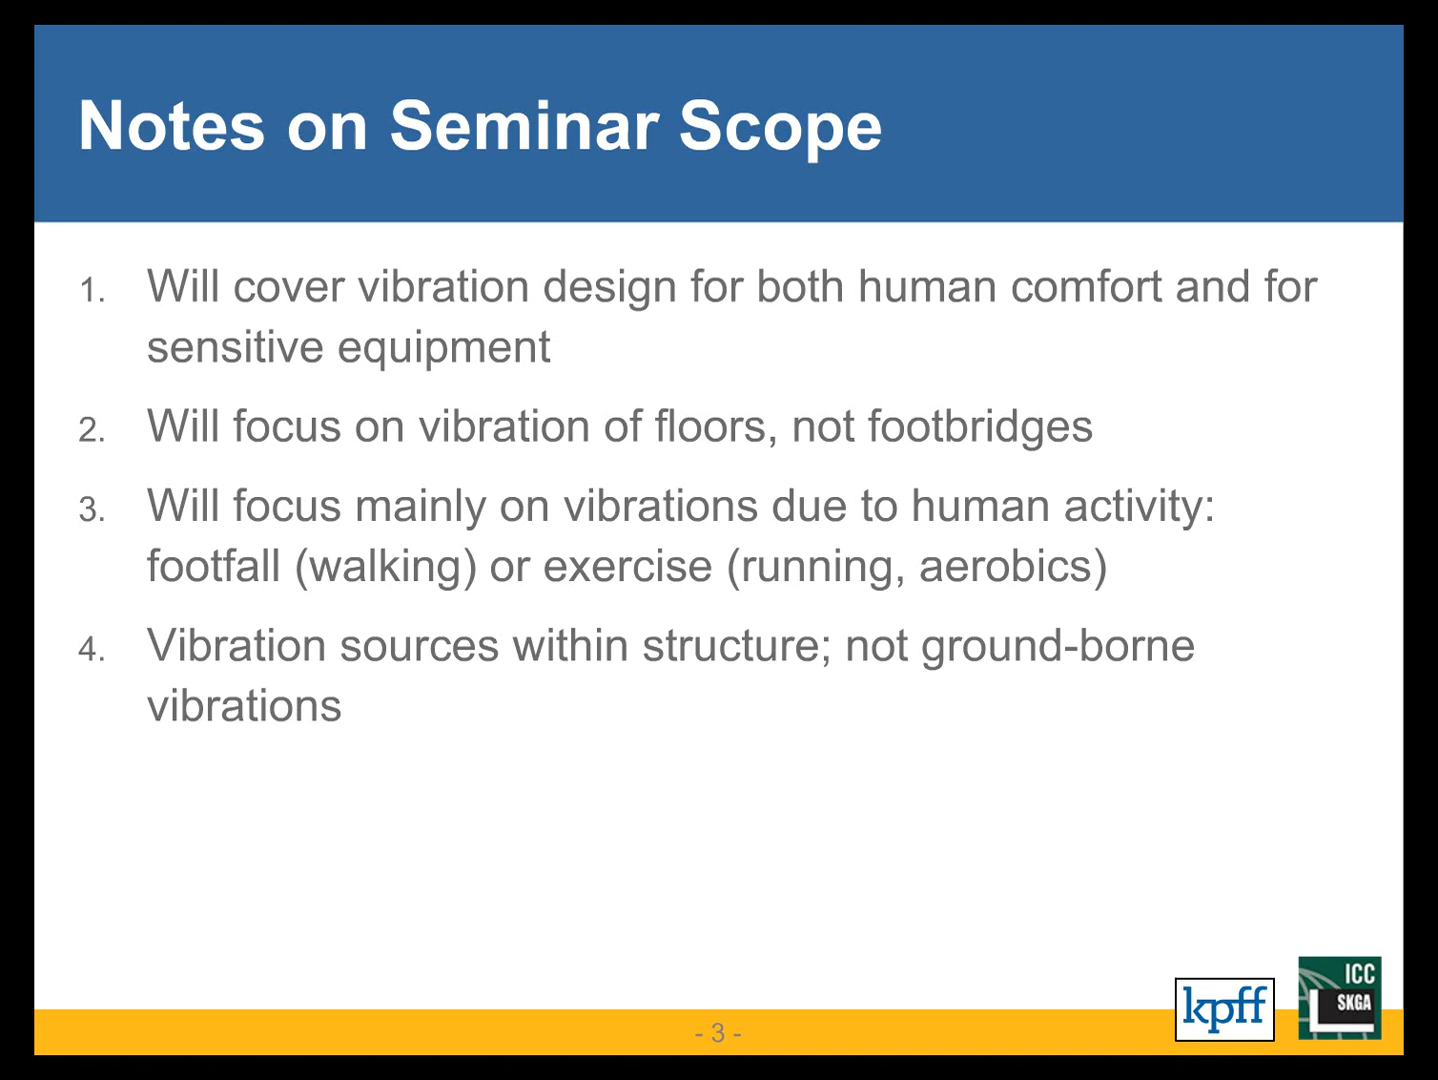 Notes on Seminar Scope
1. Will cover vibration design for both human comfort and for
sensitive equipment
2. Will focus on vibration of floors, not footbridges
3. Will focus mainly on vibrations due to human activity:
footfall (walking) or exercise (running, aerobics)
4. Vibration sources within structure; not ground-borne
vibrations
kpff
ICC
SKGA
- 3 -